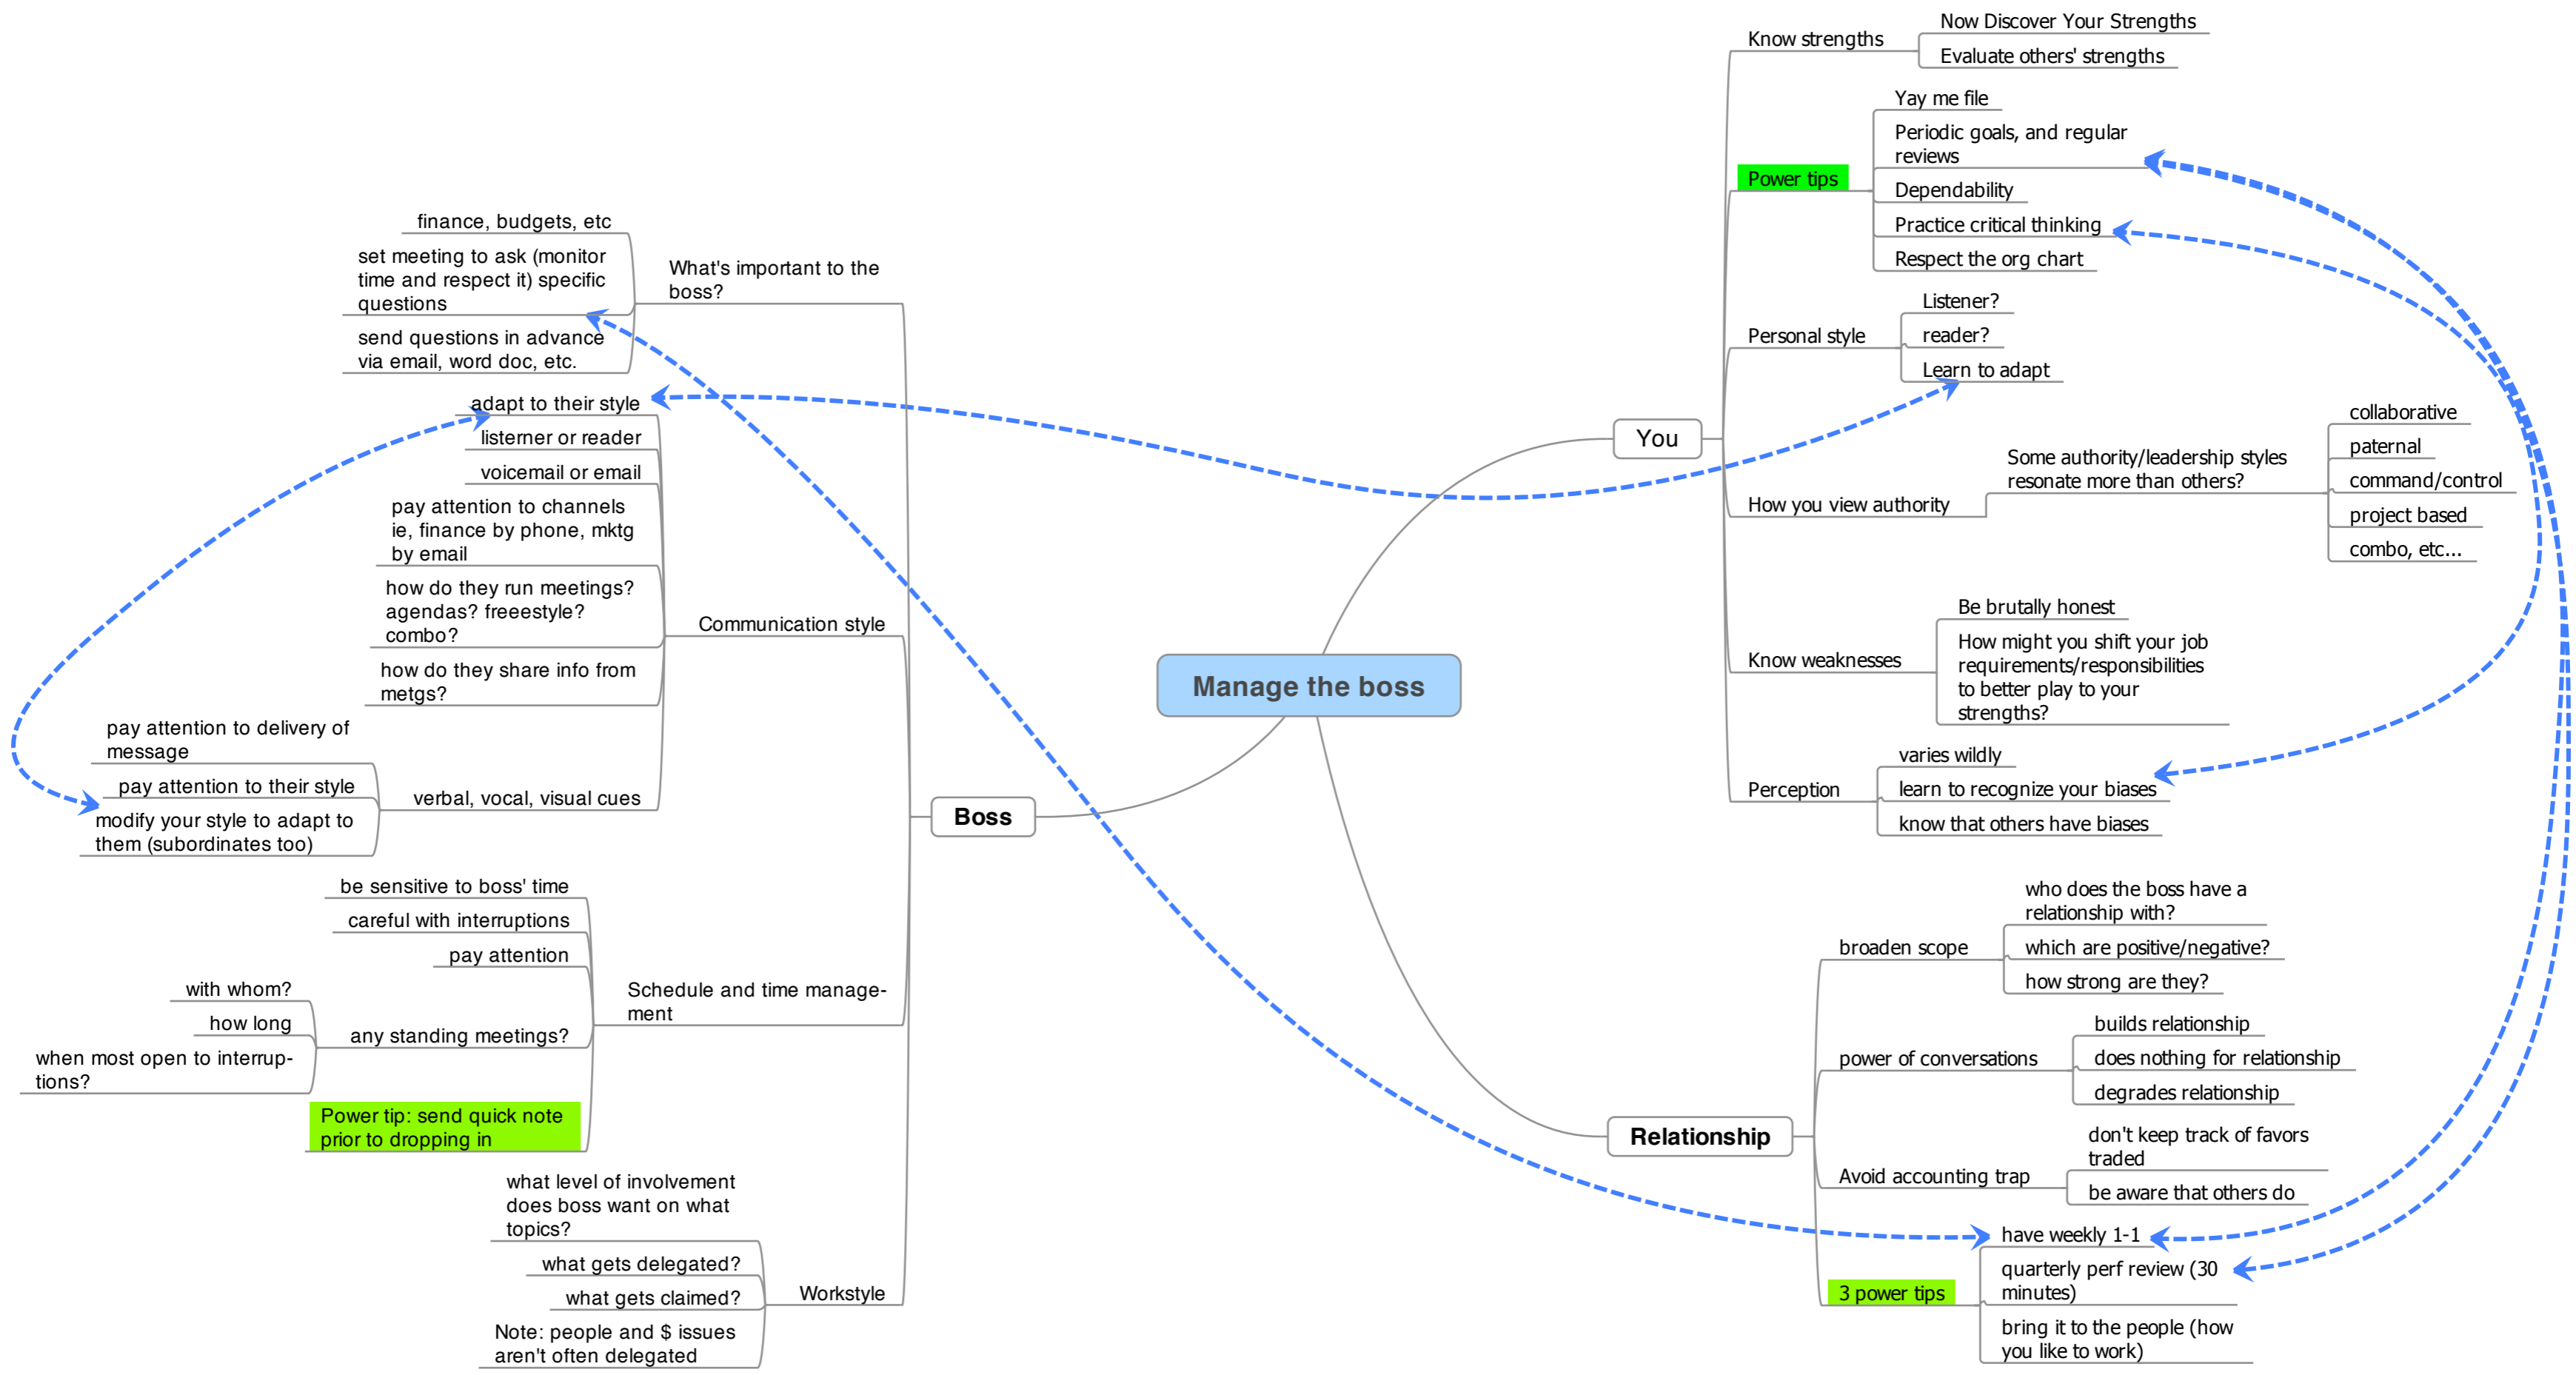 Manage the boss
You
Know strengths
Now Discover Your Strengths
Evaluate others' strengths
Power tips
Yay me file
Periodic goals, and regular
reviews
Dependability
Practice critical thinking
Respect the org chart
Personal style
Listener?
reader?
Learn to adapt
How you view authority
Some authority/leadership styles
resonate more than others?
collaborative
paternal
command/control
project based
combo, etc...
Know weaknesses
Be brutally honest
How might you shift your job
requirements/responsibilities
to better play to your
strengths?
Perception
varies wildly
learn to recognize your biases
know that others have biases
Relationship
broaden scope
who does the boss have a
relationship with?
which are positive/negative?
how strong are they?
power of conversations
builds relationship
does nothing for relationship
degrades relationship
Avoid accounting trap
don't keep track of favors
traded
be aware that others do
3 power tips
have weekly 1-1
quarterly perf review (30
minutes)
bring it to the people (how
you like to work)
Boss
What's important to the
boss?
finance, budgets, etc
set meeting to ask (monitor
time and respect it) specific
questions
send questions in advance
via email, word doc, etc.
Communication style
adapt to their style
listerner or reader
voicemail or email
pay attention to channels
ie, finance by phone, mktg
by email
how do they run meetings?
agendas? freeestyle?
combo?
how do they share info from
metgs?
verbal, vocal, visual cues
pay attention to delivery of
message
pay attention to their style
modify your style to adapt to
them (subordinates too)
Schedule and time manage-
ment
be sensitive to boss' time
careful with interruptions
pay attention
any standing meetings?
with whom?
how long
when most open to interrup-
tions?
Power tip: send quick note
prior to dropping in
Workstyle
what level of involvement
does boss want on what
topics?
what gets delegated?
what gets claimed?
Note: people and $ issues
aren't often delegated